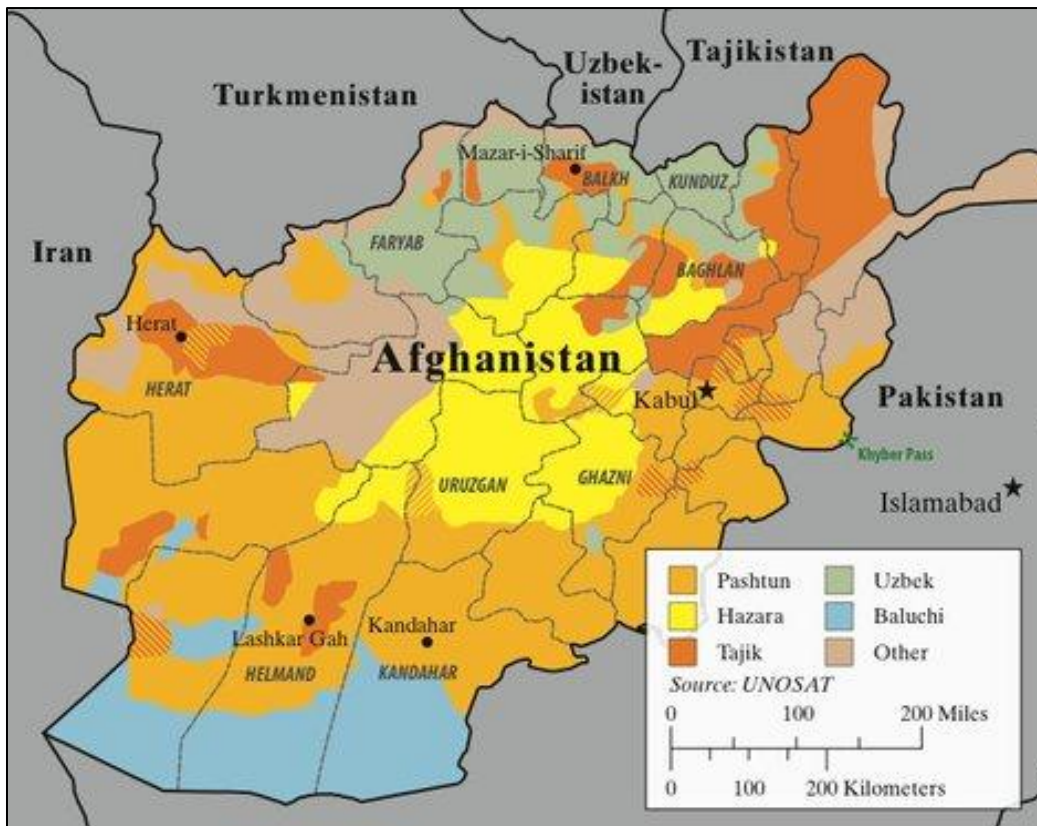 Tajikistan
Uzbek-
istan
Turkmenistan
Mazar-i-Sharif
BALKH
KUNDUZ
FARYAB
Iran
BAGHLAN
Herat
Afghanistan
HERAT
Kabul
Pakistan
Khyber Pass
URUZGAN
GHAZNI
Islamabad
Lashkar Gah
Kandahar
HELMAND
KANDAHAR
Pashtun
Uzbek
Hazara
Baluchi
Tajik
Other
Source: UNOSAT
0 100 200 Miles
0 100 200 Kilometers